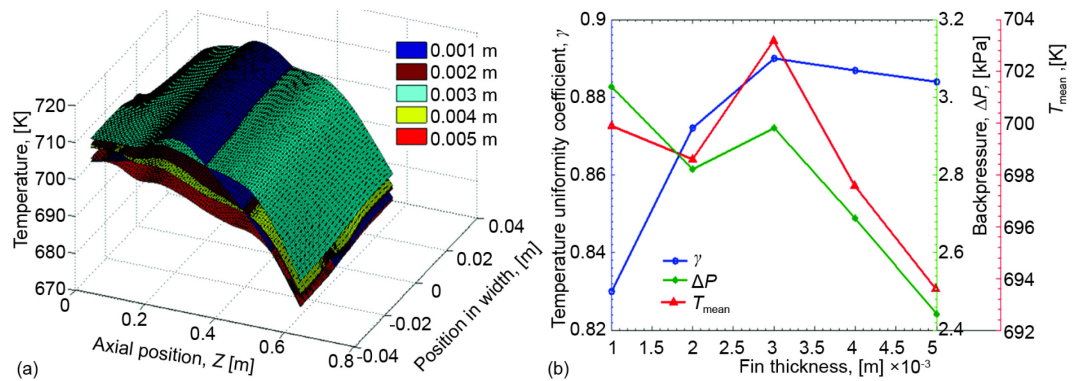 (a)
Temperature, [K]
720
710
700
690
680
670
0
0.2
0.4
0.6
0.8
Axial position, Z [m]
-0.04
-0.02
0
0.02
0.04
Position in width, [m]
0.001 m
0.002 m
0.003 m
0.004 m
0.005 m
(b)
Temperature uniformity coefficient, γ
0.9
0.88
0.86
0.84
0.82
1 1.5 2 2.5 3 3.5 4 4.5 5
Fin thickness, [m] ×10⁻³
γ
ΔP
Tmean
3.2
3.0
2.8
2.6
2.4
Backpressure, ΔP, [kPa]
704
702
700
698
696
694
692
Tmean ,[K]